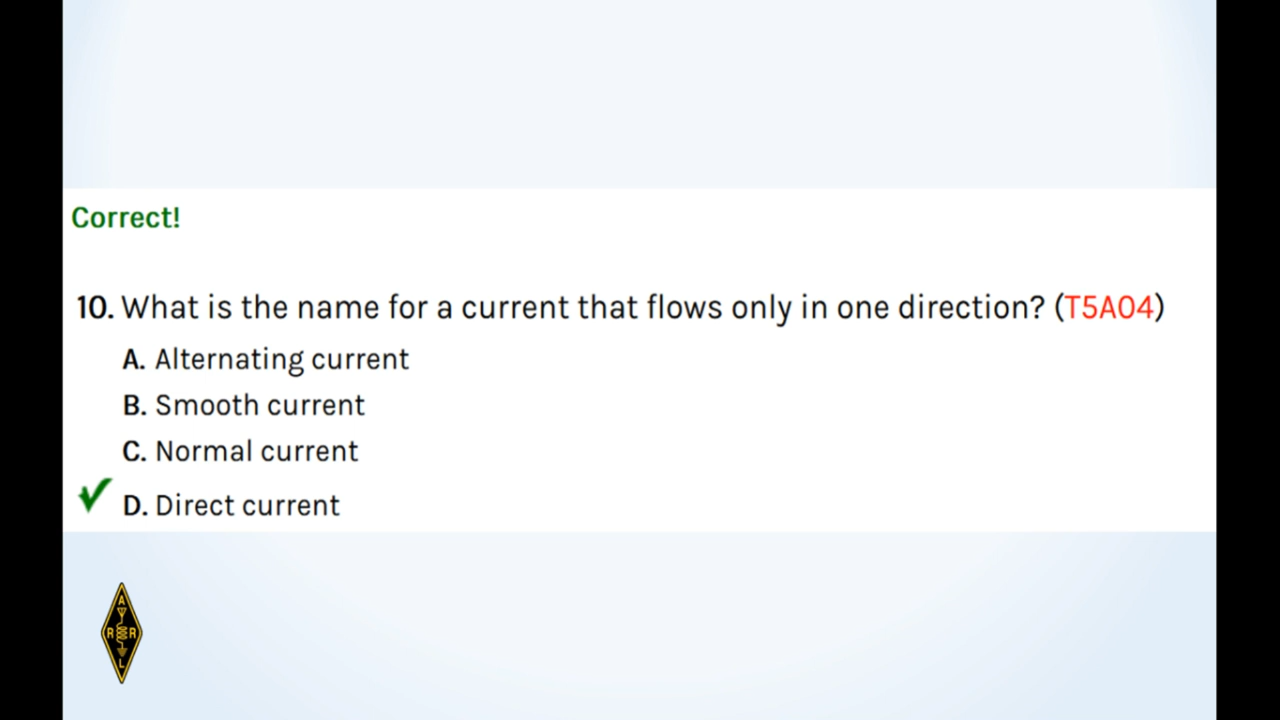 Correct!
10. What is the name for a current that flows only in one direction? (T5A04)
A. Alternating current
B. Smooth current
C. Normal current
D. Direct current
A
R R
L